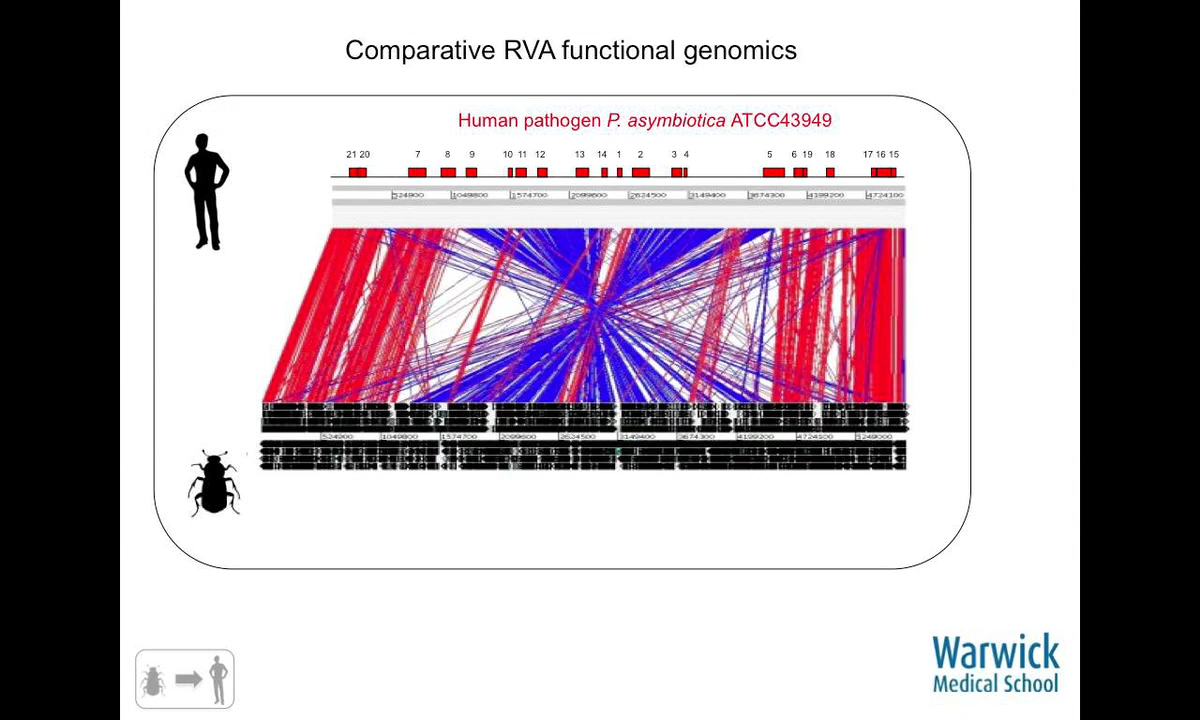 Comparative RVA functional genomics
Human pathogen P. asymbiotica ATCC43949
21 20 7 8 9 10 11 12 13 14 1 2 3 4 5 6 19 18 17 16 15
524900 1049800 1574700 2099600 2624500 3149400 3674300 4199200 4724100
524900 1049800 1574700 2099600 2624500 3149400 3674300 4199200 4724100 5249000
Warwick
Medical School